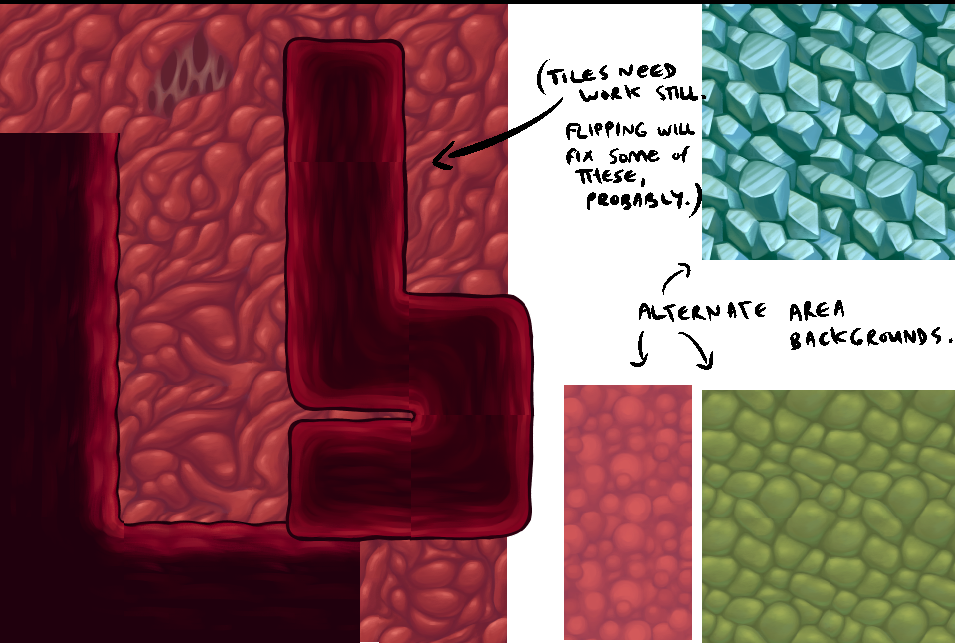 (TILES NEED
WORK STILL.
FLIPPING WILL
FIX SOME OF
THESE,
PROBABLY.)
ALTERNATE AREA
BACKGROUNDS.